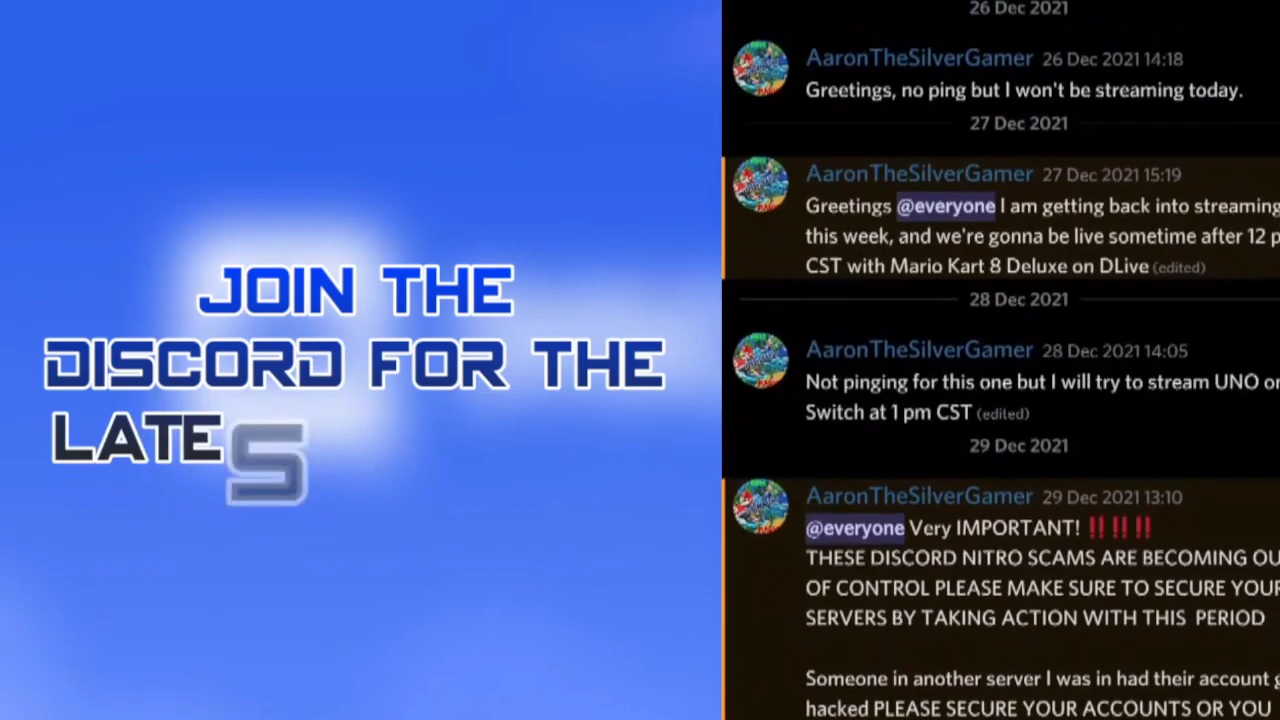 JOIN THE
DISCORD FOR THE
LATES
26 Dec 2021
AaronTheSilverGamer 26 Dec 2021 14:18
Greetings, no ping but I won't be streaming today.
27 Dec 2021
AaronTheSilverGamer 27 Dec 2021 15:19
Greetings @everyone I am getting back into streaming
this week, and we're gonna be live sometime after 12 p
CST with Mario Kart 8 Deluxe on DLive (edited)
28 Dec 2021
AaronTheSilverGamer 28 Dec 2021 14:05
Not pinging for this one but I will try to stream UNO on
Switch at 1 pm CST (edited)
29 Dec 2021
AaronTheSilverGamer 29 Dec 2021 13:10
@everyone Very IMPORTANT! ‼️‼️‼️
THESE DISCORD NITRO SCAMS ARE BECOMING OU
OF CONTROL PLEASE MAKE SURE TO SECURE YOUR
SERVERS BY TAKING ACTION WITH THIS PERIOD
Someone in another server I was in had their account g
hacked PLEASE SECURE YOUR ACCOUNTS OR YOU